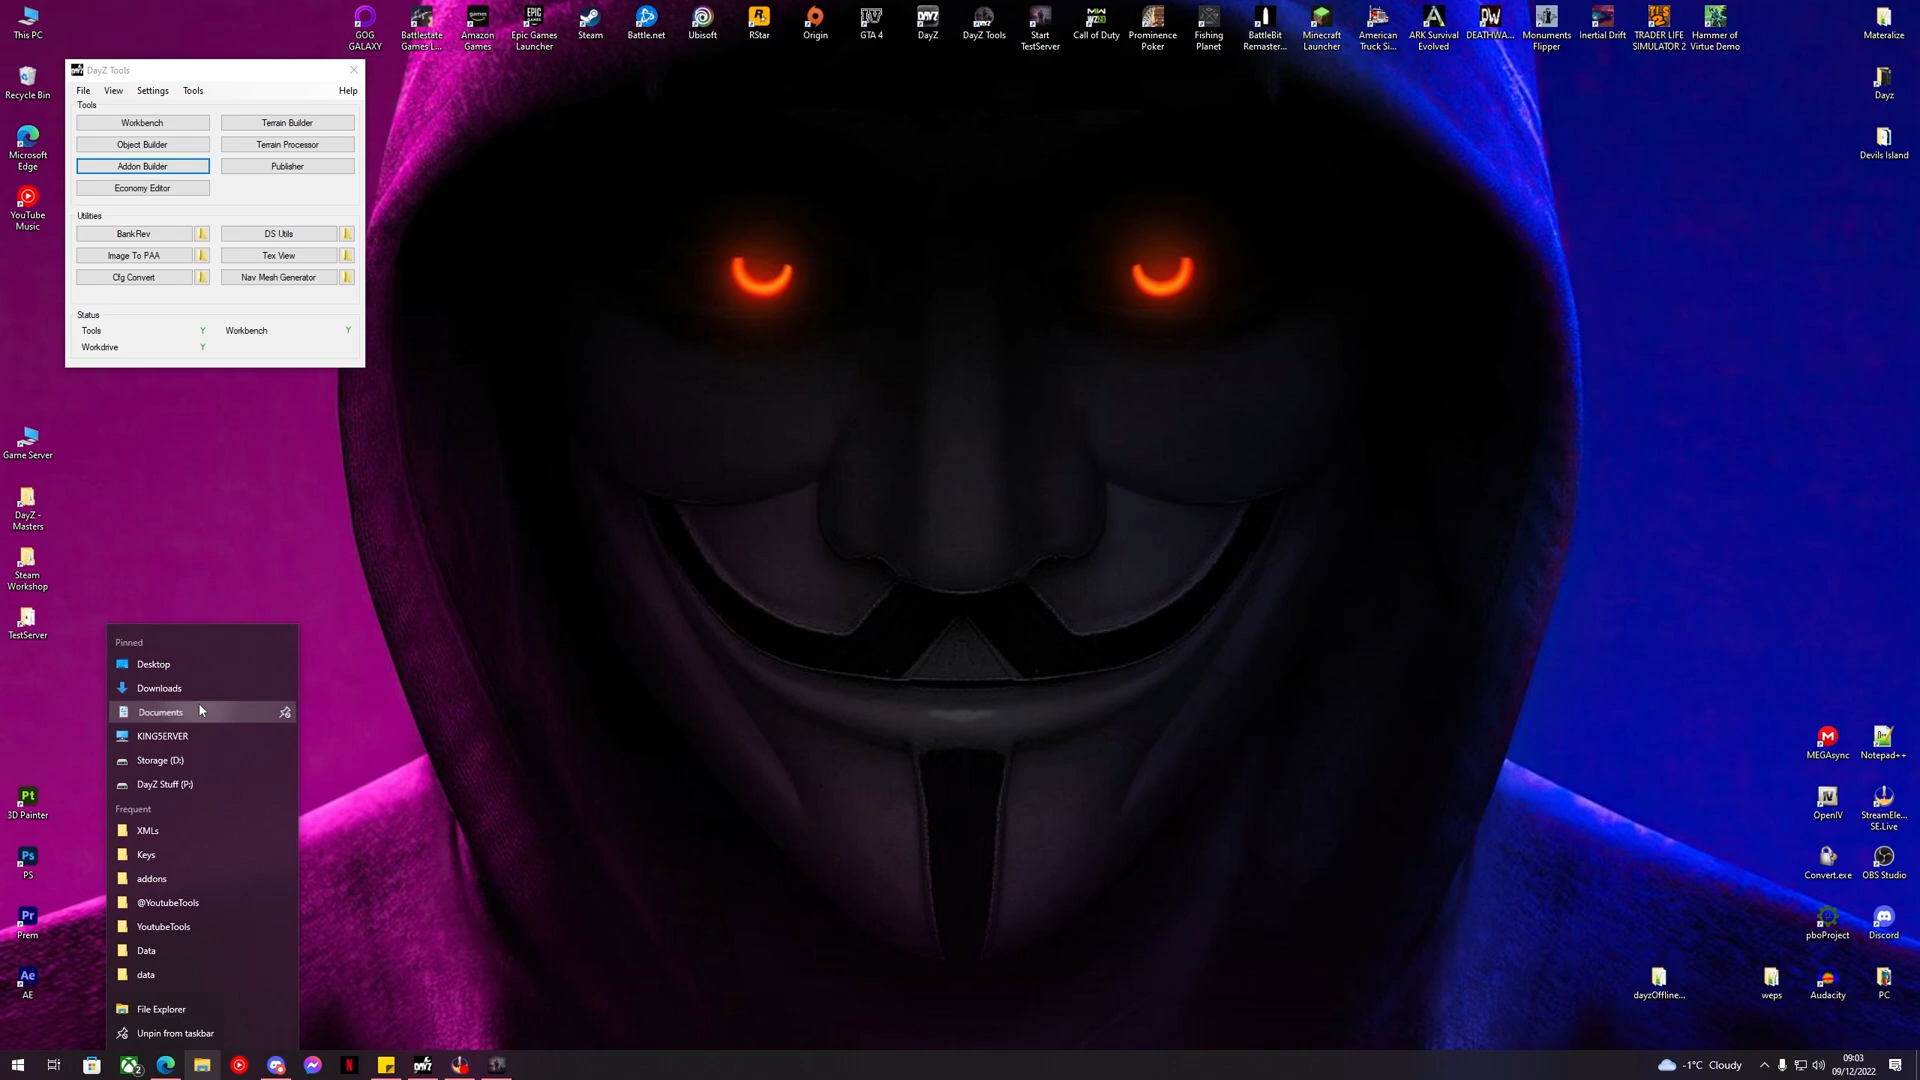 This PC
GOG GALAXY
Battlestate Games L...
Amazon Games
Epic Games Launcher
Steam
Battle.net
Ubisoft
RStar
Origin
GTA 4
DayZ
DayZ Tools
Start TestServer
Call of Duty
Prominence Poker
Fishing Planet
BattleBit Remaster...
Minecraft Launcher
American Truck Si...
ARK Survival Evolved
DEATHWA...
Monuments Flipper
Inertial Drift
TRADER LIFE SIMULATOR 2
Hammer of Virtue Demo
Materalize
Recycle Bin
Microsoft Edge
YouTube Music
Game Server
DayZ - Masters
Steam Workshop
TestServer
3D Painter
PS
Prem
AE
DayZ Tools
File View Settings Tools Help
Tools
Workbench Terrain Builder
Object Builder Terrain Processor
Addon Builder Publisher
Economy Editor
Utilities
BankRev DS Utils
Image To PAA Tex View
Cfg Convert Nav Mesh Generator
Status
Tools Y Workbench Y
Workdrive Y
Dayz
Devils Island
Pinned
Desktop
Downloads
Documents
KING5ERVER
Storage (D:)
DayZ Stuff (P:)
Frequent
XMLs
Keys
addons
@YoutubeTools
YoutubeTools
Data
data
File Explorer
Unpin from taskbar
MEGAsync
Notepad++
OpenIV
StreamEle... SE.Live
Convert.exe
OBS Studio
pboProject
Discord
dayzOffline...
weps
Audacity
PC
-1°C Cloudy
09:03
09/12/2022